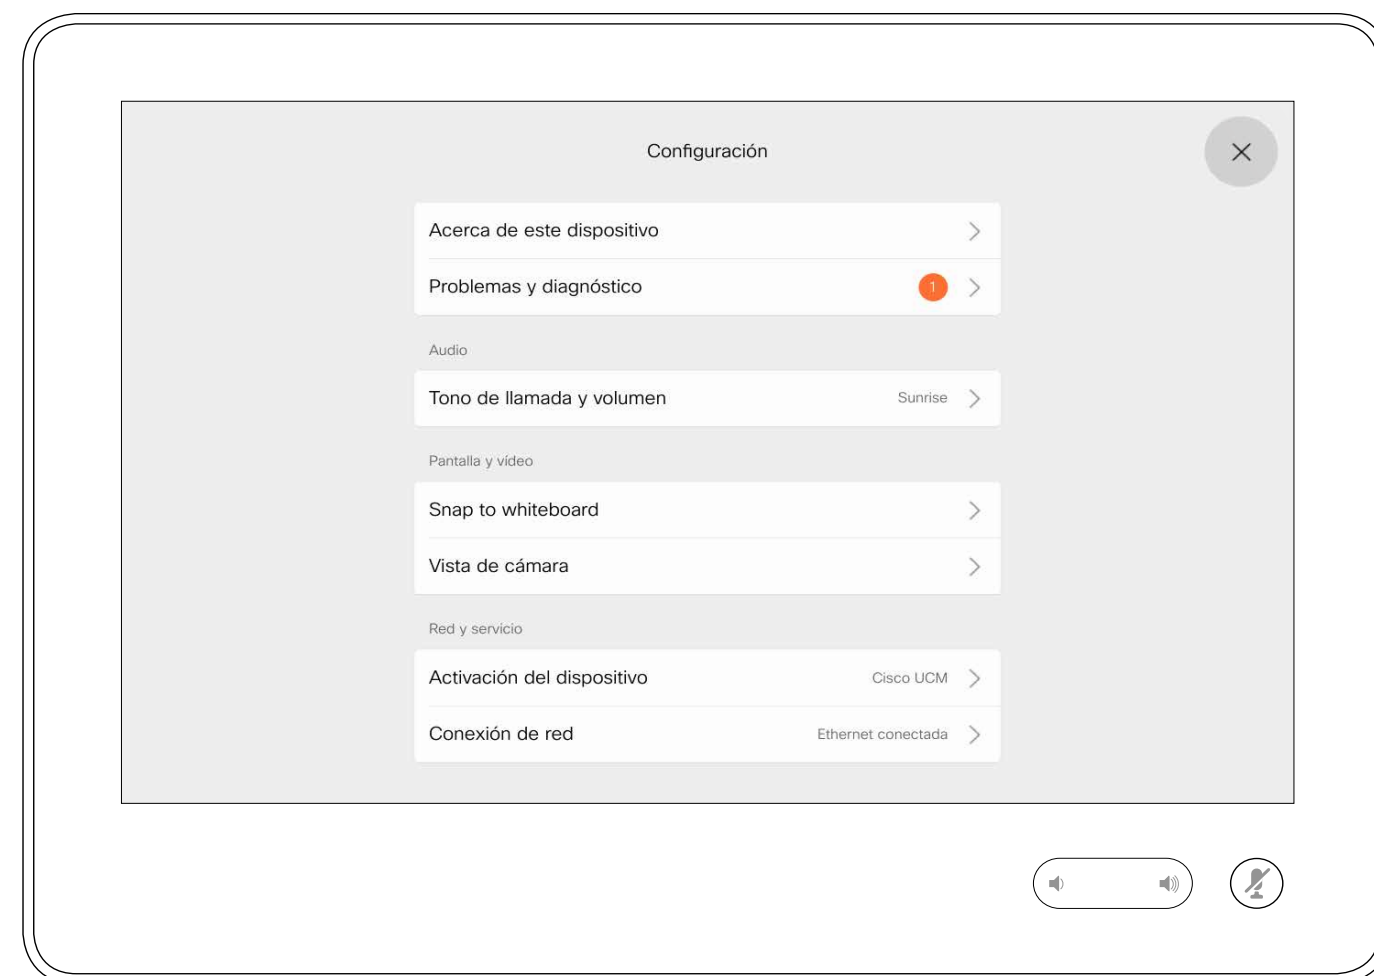 Configuración
Acerca de este dispositivo
Problemas y diagnóstico 1
Audio
Tono de llamada y volumen Sunrise
Pantalla y vídeo
Snap to whiteboard
Vista de cámara
Red y servicio
Activación del dispositivo Cisco UCM
Conexión de red Ethernet conectada